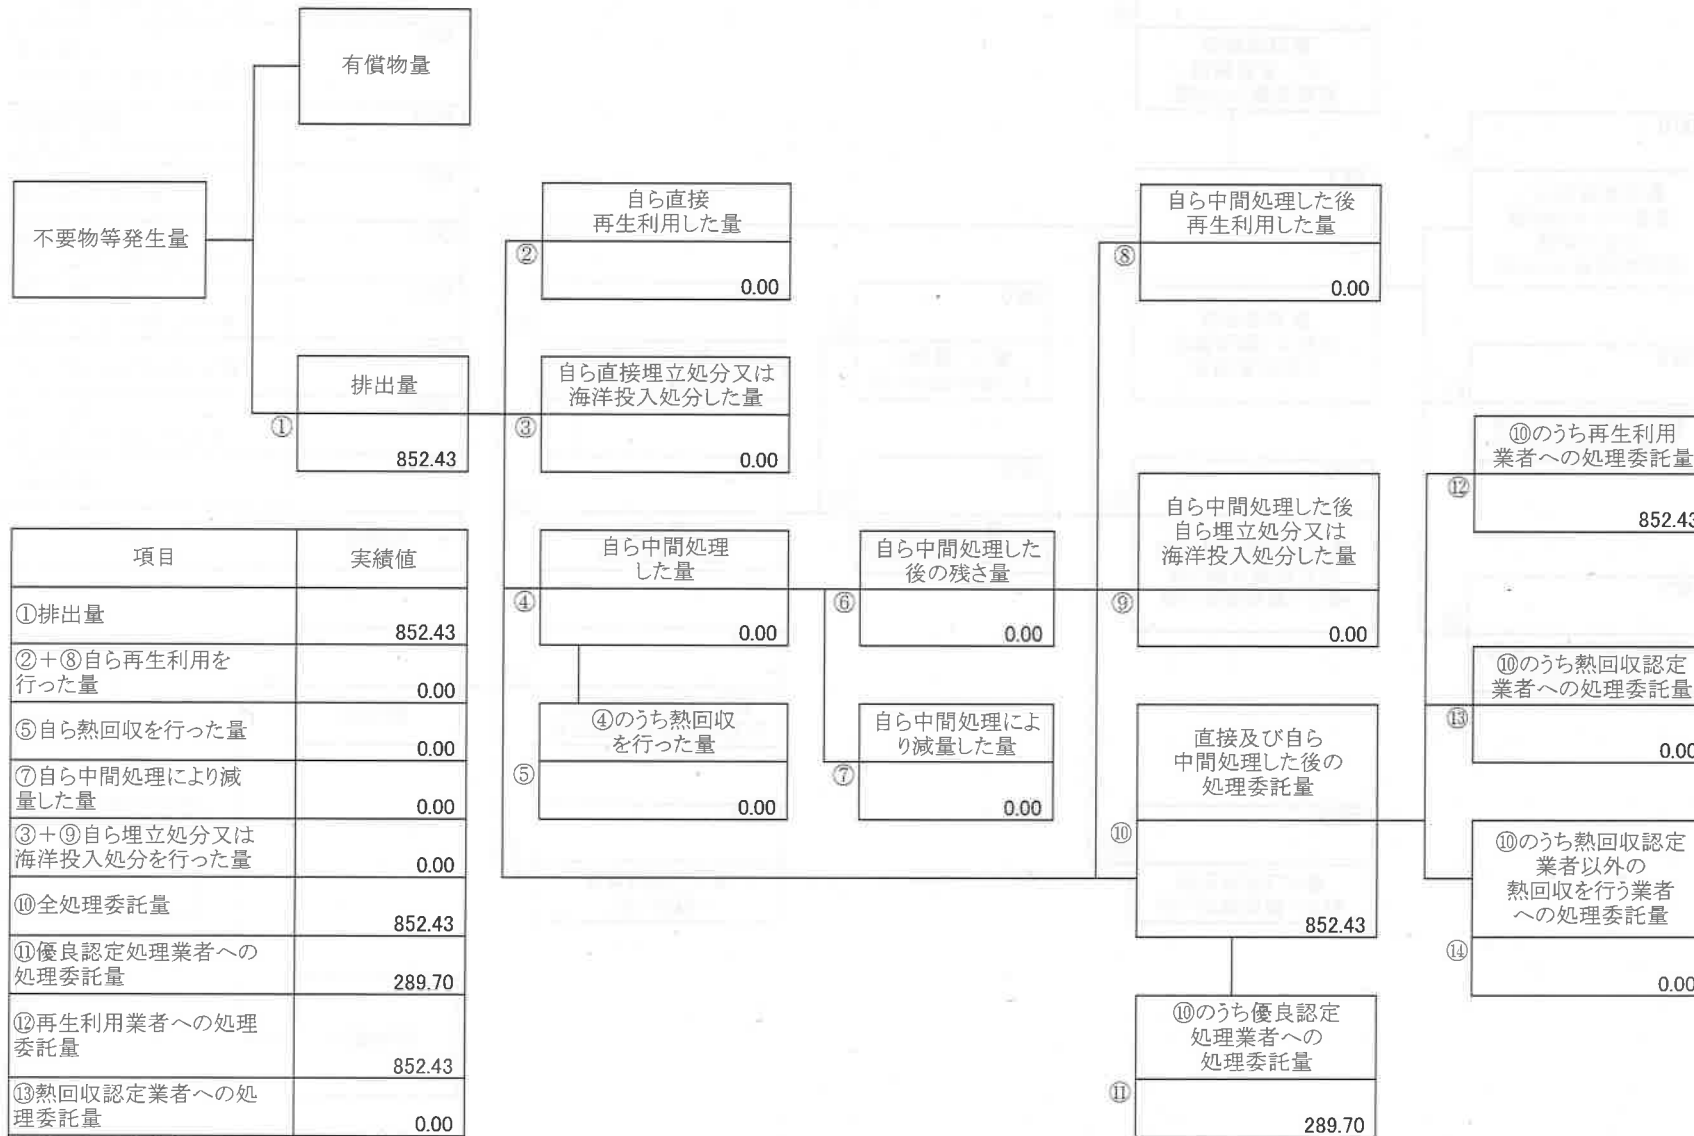 有償物量
不要物等発生量
自ら直接
再生利用した量
②
0.00
自ら中間処理した後
再生利用した量
⑧
0.00
排出量
①
852.43
自ら直接埋立処分又は
海洋投入処分した量
③
0.00
⑩のうち再生利用
業者への処理委託量
⑫
852.43
自ら中間処理
した量
④
0.00
自ら中間処理した
後の残さ量
⑥
0.00
自ら中間処理した後
自ら埋立処分又は
海洋投入処分した量
⑨
0.00
⑩のうち熱回収認定
業者への処理委託量
⑬
0.00
④のうち熱回収
を行った量
⑤
0.00
自ら中間処理によ
り減量した量
⑦
0.00
直接及び自ら
中間処理した後の
処理委託量
⑩
852.43
⑩のうち熱回収認定
業者以外の
熱回収を行う業者
への処理委託量
⑭
0.00
⑩のうち優良認定
処理業者への
処理委託量
⑪
289.70
項目 実績値
①排出量
852.43
②+⑧自ら再生利用を
行った量
0.00
⑤自ら熱回収を行った量
0.00
⑦自ら中間処理により減
量した量
0.00
③+⑨自ら埋立処分又は
海洋投入処分を行った量
0.00
⑩全処理委託量
852.43
⑪優良認定処理業者への
処理委託量
289.70
⑫再生利用業者への処理
委託量
852.43
⑬熱回収認定業者への処
理委託量
0.00